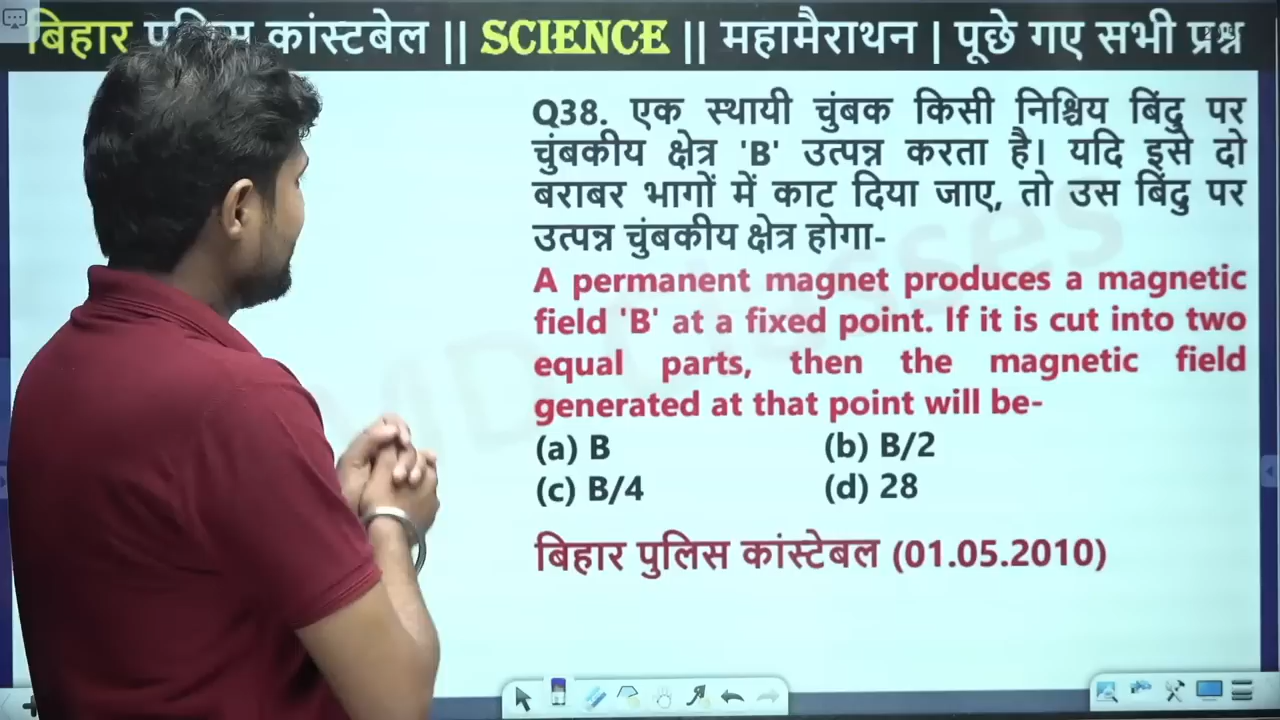 बिहार पुलिस कांस्टबेल || SCIENCE || महामैराथन | पूछे गए सभी प्रश्न
Q38. एक स्थायी चुंबक किसी निश्चिय बिंदु पर
चुंबकीय क्षेत्र 'B' उत्पन्न करता है। यदि इसे दो
बराबर भागों में काट दिया जाए, तो उस बिंदु पर
उत्पन्न चुंबकीय क्षेत्र होगा-
A permanent magnet produces a magnetic
field 'B' at a fixed point. If it is cut into two
equal parts, then the magnetic field
generated at that point will be-
(a) B (b) B/2
(c) B/4 (d) 28
बिहार पुलिस कांस्टेबल (01.05.2010)